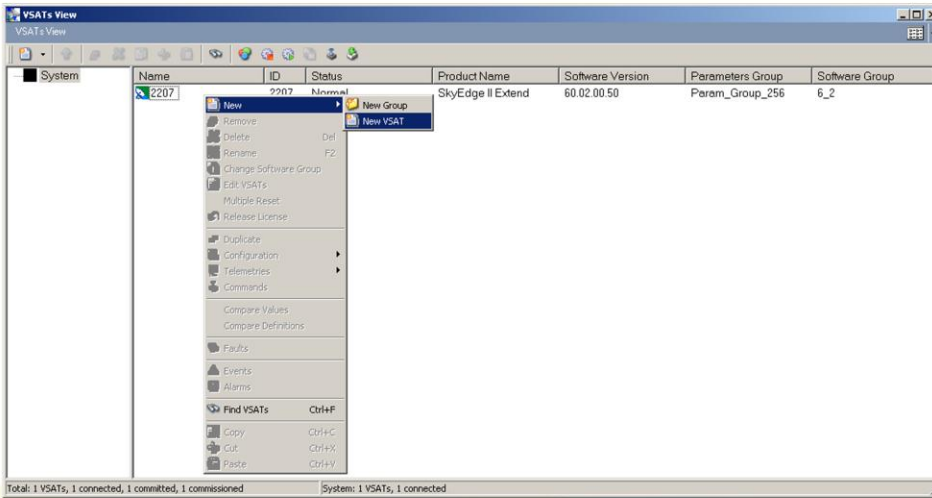 VSATs View
VSATs View
System
Name ID Status Product Name Software Version Parameters Group Software Group
2207 2207 Normal SkyEdge II Extend 60.02.00.50 Param_Group_256 6_2
New
New Group
New VSAT
Remove
Delete Del
Rename F2
Change Software Group
Edit VSATs
Multiple Reset
Release License
Duplicate
Configuration
Telemetries
Commands
Compare Values
Compare Definitions
Faults
Events
Alarms
Find VSATs Ctrl+F
Copy Ctrl+C
Cut Ctrl+X
Paste Ctrl+V
Total: 1 VSATs, 1 connected, 1 committed, 1 commissioned System: 1 VSATs, 1 connected